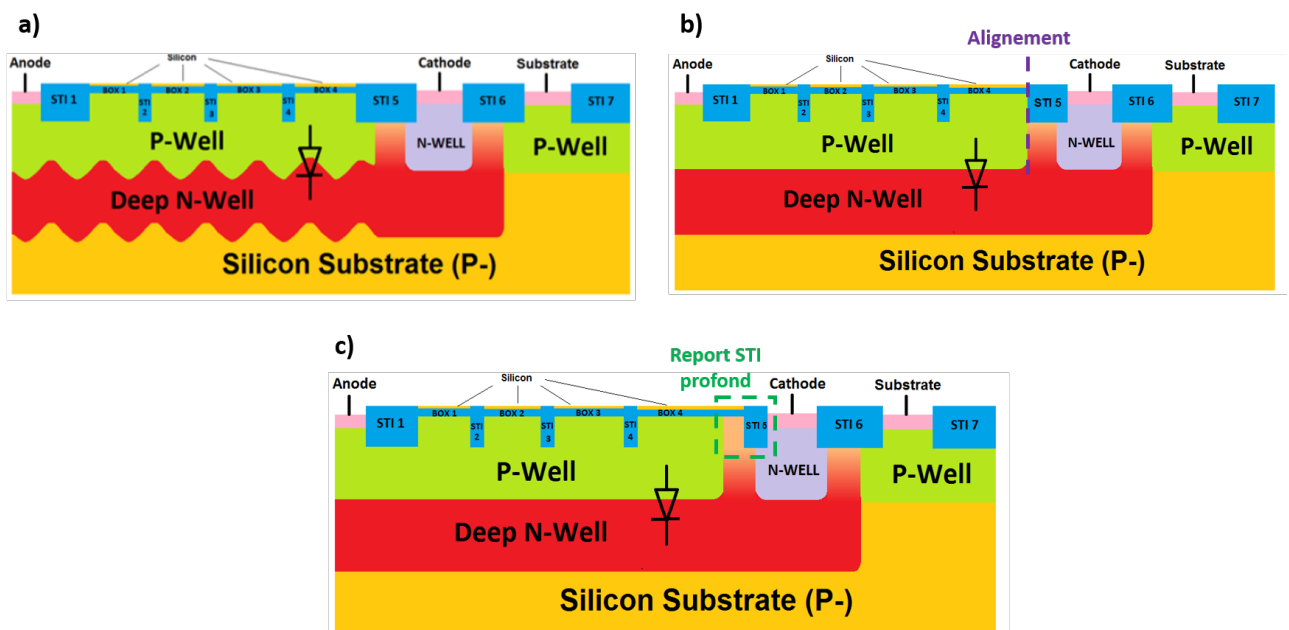 a)
Silicon
Anode
Cathode
Substrate
STI 1
BOX 1
BOX 2
BOX 3
BOX 4
STI 2
STI 3
STI 4
STI 5
STI 6
STI 7
P-Well
N-WELL
P-Well
Deep N-Well
Silicon Substrate (P-)
b)
Alignement
Silicon
Anode
Cathode
Substrate
STI 1
BOX 1
BOX 2
BOX 3
BOX 4
STI 2
STI 3
STI 4
STI 5
STI 6
STI 7
P-Well
N-WELL
P-Well
Deep N-Well
Silicon Substrate (P-)
c)
Report STI
profond
Silicon
Anode
Cathode
Substrate
STI 1
BOX 1
BOX 2
BOX 3
BOX 4
STI 2
STI 3
STI 4
STI 5
STI 6
STI 7
P-Well
N-WELL
P-Well
Deep N-Well
Silicon Substrate (P-)